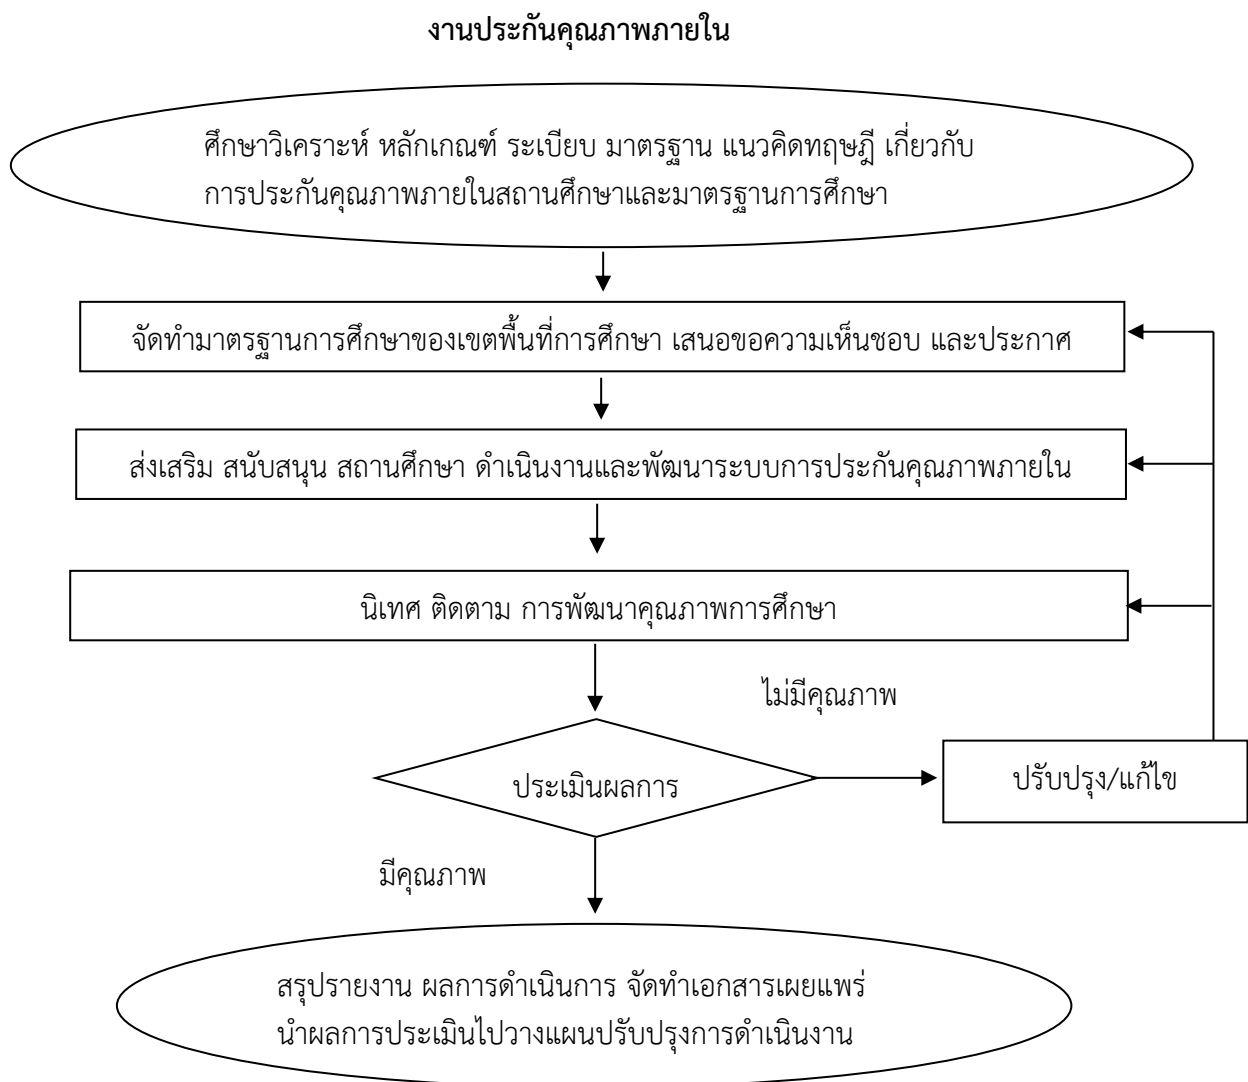 งานประกันคุณภาพภายใน
ศึกษาวิเคราะห์ หลักเกณฑ์ ระเบียบ มาตรฐาน แนวคิดทฤษฎี เกี่ยวกับ
การประกันคุณภาพภายในสถานศึกษาและมาตรฐานการศึกษา
จัดทำมาตรฐานการศึกษาของเขตพื้นที่การศึกษา เสนอขอความเห็นชอบ และประกาศ
ส่งเสริม สนับสนุน สถานศึกษา ดำเนินงานและพัฒนาระบบการประกันคุณภาพภายใน
นิเทศ ติดตาม การพัฒนาคุณภาพการศึกษา
ไม่มีคุณภาพ
ประเมินผลการ
ปรับปรุง/แก้ไข
มีคุณภาพ
สรุปรายงาน ผลการดำเนินการ จัดทำเอกสารเผยแพร่
นำผลการประเมินไปวางแผนปรับปรุงการดำเนินงาน